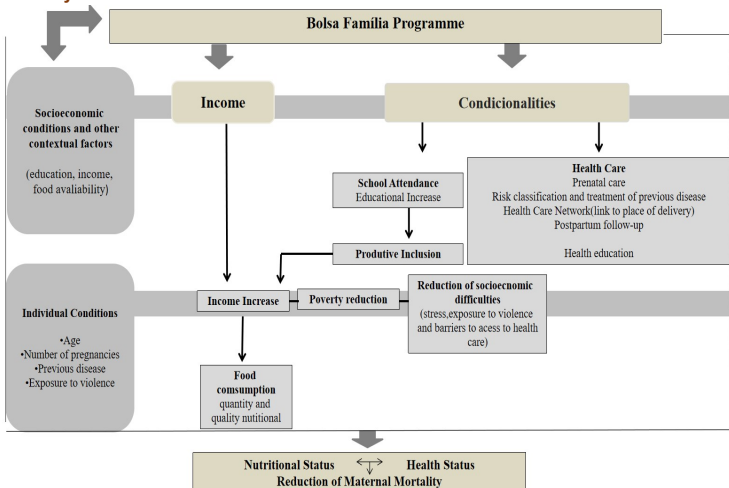 Bolsa Família Programme
Socioeconomic
conditions and other
contextual factors
(education, income,
food avaliability)
Income
Condicionalities
School Attendance
Educational Increase
Health Care
Prenatal care
Risk classification and treatment of previous disease
Health Care Network(link to place of delivery)
Postpartum follow-up
Health education
Produtive Inclusion
Individual Conditions
•Age
•Number of pregnancies
•Previous disease
•Exposure to violence
Income Increase
Poverty reduction
Reduction of socioecnomic
difficulties
(stress,exposure to violence
and barriers to acess to health
care)
Food
comsumption
quantity and
quality nutitional
Nutritional Status Health Status
Reduction of Maternal Mortality